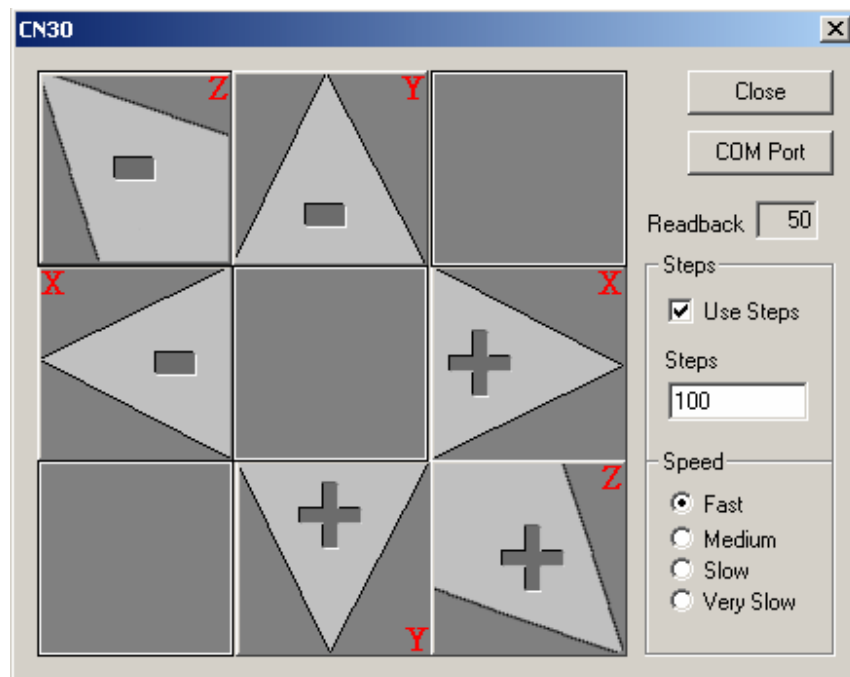 CN30
Z
Y
Close
COM Port
Readback 50
Steps
X
X
Use Steps
Steps
100
Speed
Z
Fast
Medium
Slow
Very Slow
Y